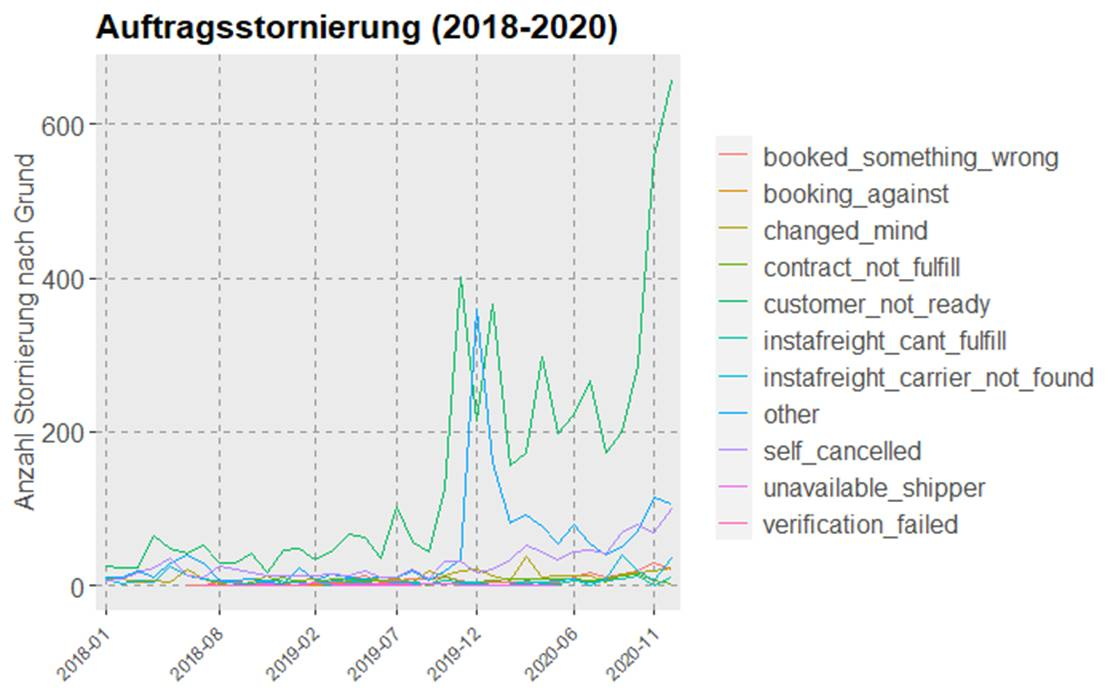 Auftragsstornierung (2018-2020)
Anzahl Stornierung nach Grund
600
400
200
0
2018-01
2018-08
2019-02
2019-07
2019-12
2020-06
2020-11
booked_something_wrong
booking_against
changed_mind
contract_not_fulfill
customer_not_ready
instafreight_cant_fulfill
instafreight_carrier_not_found
other
self_cancelled
unavailable_shipper
verification_failed